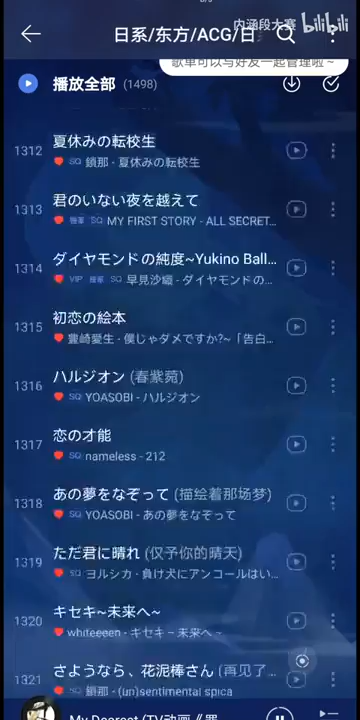 内涵段大赛 bilibili
日系/东方/ACG/日
歌单可以与好友一起管理啦~
播放全部 (1498)
1312 夏休みの転校生
SQ 鎖那 - 夏休みの転校生
1313 君のいない夜を越えて
独家 SQ MY FIRST STORY - ALL SECRET...
1314 ダイヤモンドの純度~Yukino Ball...
VIP 独家 SQ 早見沙織 - ダイヤモンドの...
1315 初恋の絵本
豊崎愛生 - 僕じゃダメですか?~「告白...
1316 ハルジオン (春紫菀)
SQ YOASOBI - ハルジオン
1317 恋の才能
SQ nameless - 212
1318 あの夢をなぞって (描绘着那场梦)
SQ YOASOBI - あの夢をなぞって
1319 ただ君に晴れ (仅予你的晴天)
SQ ヨルシカ - 負け犬にアンコールはい...
1320 キセキ~未来へ~
whiteeeen - キセキ ~ 未来へ ~
1321 さようなら、花泥棒さん (再见了...
SQ 鎖那 - (un)sentimental spica
My Dearest (TV动画《罪